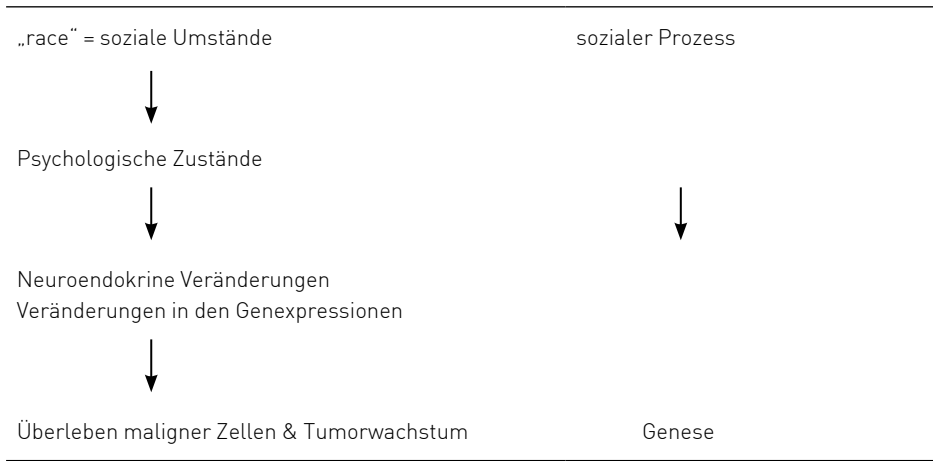 „race“ = soziale Umstände
sozialer Prozess
Psychologische Zustände
Neuroendokrine Veränderungen
Veränderungen in den Genexpressionen
Überleben maligner Zellen & Tumorwachstum
Genese